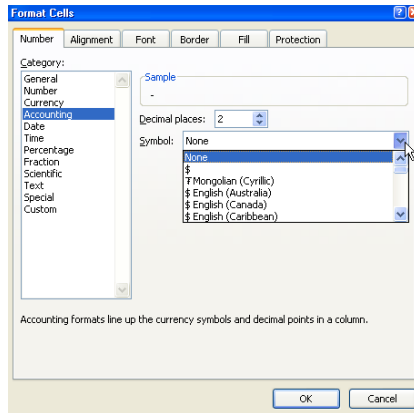 Format Cells
Number Alignment Font Border Fill Protection
Category:
General
Number
Currency
Accounting
Date
Time
Percentage
Fraction
Scientific
Text
Special
Custom
Sample
-
Decimal places: 2
Symbol: None
None
$
₮ Mongolian (Cyrillic)
$ English (Australia)
$ English (Canada)
$ English (Caribbean)
Accounting formats line up the currency symbols and decimal points in a column.
OK Cancel